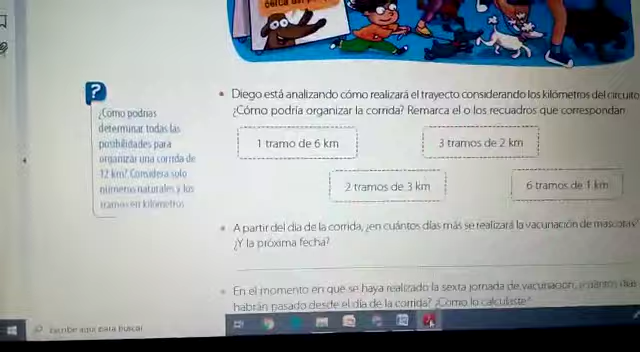 cerca
Diego está analizando cómo realizará el trayecto considerando los kilómetros del circuito
¿Cómo podría organizar la corrida? Remarca el o los recuadros que correspondan
1 tramo de 6 km
3 tramos de 2 km
2 tramos de 3 km
6 tramos de 1 km
A partir del día de la corrida, ¿en cuántos días más se realizará la vacunación de mascotas?
¿Y la próxima fecha?
En el momento en que se haya realizado la sexta jornada de vacunación, ¿cuántos días
habrán pasado desde el día de la corrida? ¿Cómo lo calculaste?
?
¿Cómo podrías
determinar todas las
posibilidades para
organizar una corrida de
12 km? Considera solo
números naturales y los
tramos en kilómetros
Escribe aquí para buscar